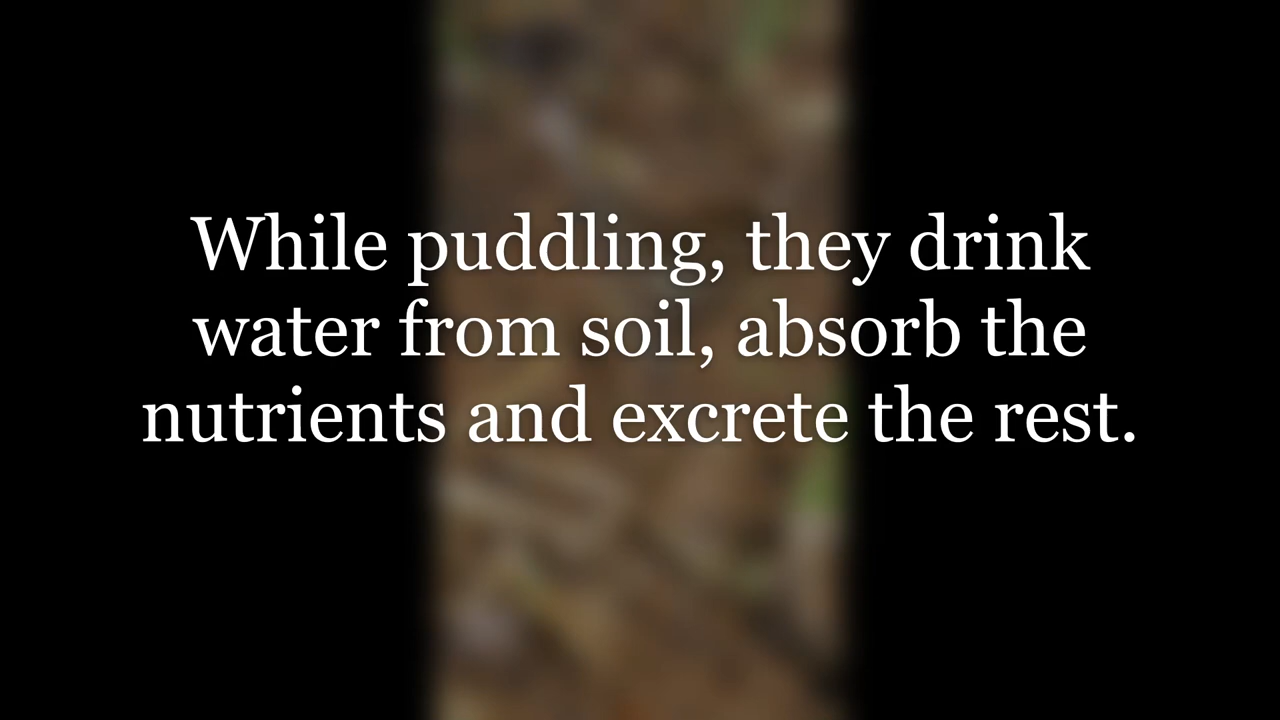 While puddling, they drink
water from soil, absorb the
nutrients and excrete the rest.